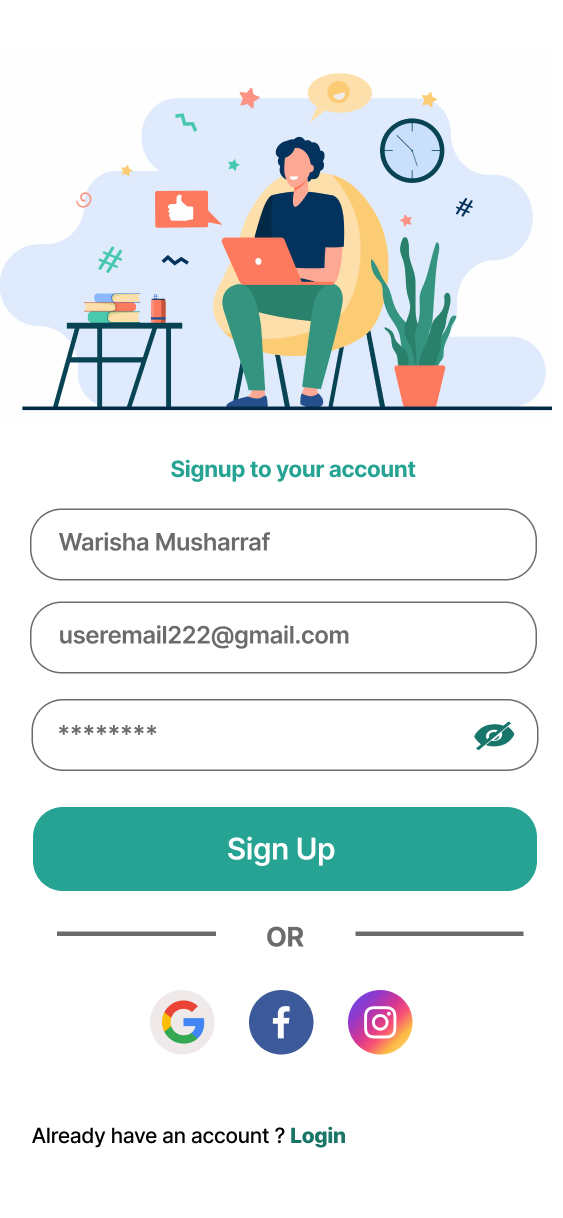 Signup to your account
Warisha Musharraf
useremail222@gmail.com
********
Sign Up
OR
Already have an account ? Login